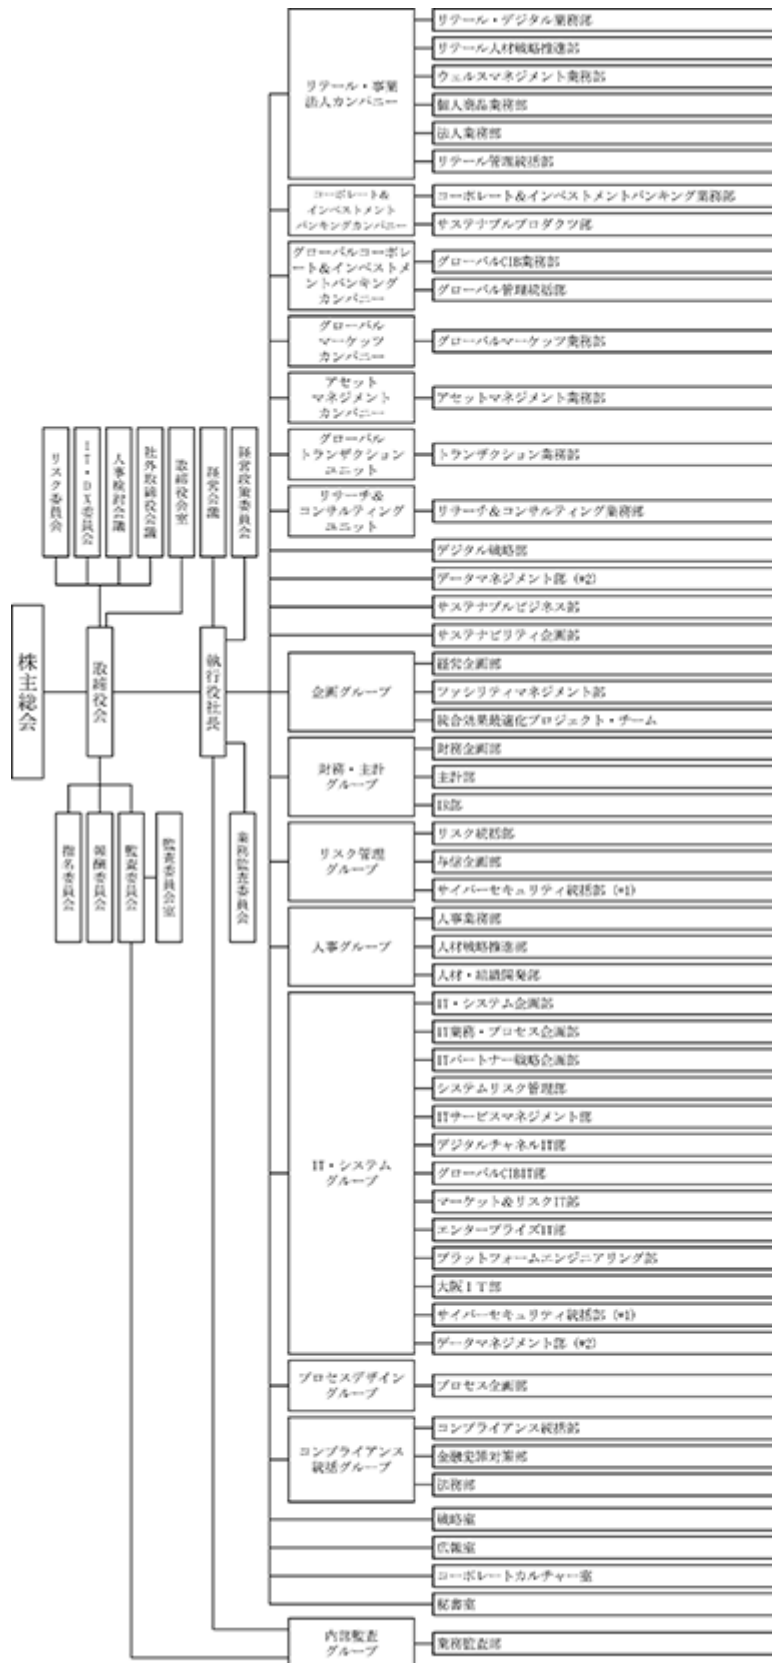 リテール・事業
法人カンパニー
リテール・デジタル業務部
リテール人材戦略推進部
ウェルスマネジメント業務部
個人商品業務部
法人業務部
リテール管理統括部
コーポレート&
インベストメント
バンキングカンパニー
コーポレート&インベストメントバンキング業務部
サステナブルプロダクツ部
グローバルコーポレ
ート&インベストメ
ントバンキング
カンパニー
グローバルCIB業務部
グローバル管理統括部
グローバル
マーケッツ
カンパニー
グローバルマーケッツ業務部
アセット
マネジメント
カンパニー
アセットマネジメント業務部
グローバル
トランザクション
ユニット
トランザクション業務部
リサーチ&
コンサルティング
ユニット
リサーチ&コンサルティング業務部
デジタル戦略部
データマネジメント部 (*2)
サステナブルビジネス部
サステナビリティ企画部
リスク委員会
IT・DX委員会
人事検討会議
社外取締役会議
取締役会室
経営会議
経営政策委員会
株主総会
取締役会
執行役社長
指名委員会
報酬委員会
監査委員会
監査委員会室
業務監査委員会
企画グループ
経営企画部
ファシリティマネジメント部
統合効果最適化プロジェクト・チーム
財務・主計
グループ
財務企画部
主計部
IR部
リスク管理
グループ
リスク統括部
与信企画部
サイバーセキュリティ統括部 (*1)
人事グループ
人事業務部
人材戦略推進部
人材・組織開発部
IT・システム
グループ
IT・システム企画部
IT業務・プロセス企画部
ITパートナー戦略企画部
システムリスク管理部
ITサービスマネジメント部
デジタルチャネルIT部
グローバルCIBIT部
マーケット&リスクIT部
エンタープライズIT部
プラットフォームエンジニアリング部
大阪IT部
サイバーセキュリティ統括部 (*1)
データマネジメント部 (*2)
プロセスデザイン
グループ
プロセス企画部
コンプライアンス
統括グループ
コンプライアンス統括部
金融犯罪対策部
法務部
戦略室
広報室
コーポレートカルチャー室
秘書室
内部監査
グループ
業務監査部